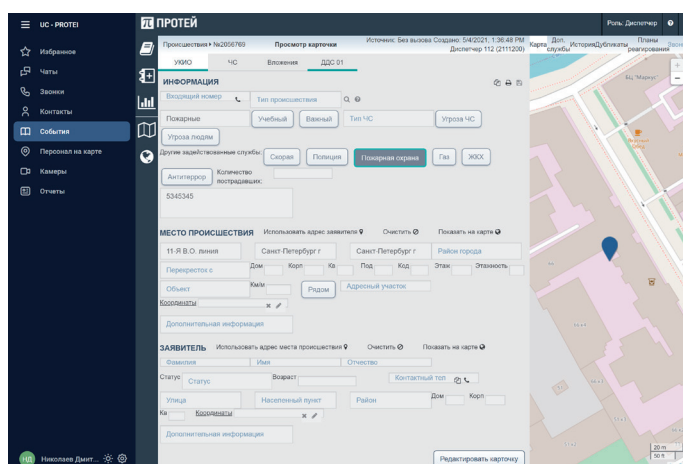 UC - PROTEI
ПРОТЕЙ
Роль: Диспетчер
Избранное
Чаты
Звонки
Контакты
События
Персонал на карте
Камеры
Отчеты
Николаев Дмит...
НД
Происшествия №2056769
Просмотр карточки
Источник: Без вызова Создано: 5/4/2021, 1:36:48 PM
Диспетчер 112 (2111200)
Карта Доп. службы История Дубликаты Планы реагирования
УКИО ЧС Вложения ДДС 01
ИНФОРМАЦИЯ
Входящий номер Тип происшествия
Пожарные Учебный Важный Тип ЧС Угроза ЧС
Угроза людям
Другие задействованные службы: Скорая Полиция Пожарная охрана Газ ЖКХ
Антитеррор Количество пострадавших:
5345345
МЕСТО ПРОИСШЕСТВИЯ Использовать адрес заявителя Очистить Показать на карте
11-Я В.О. линия Санкт-Петербург г Санкт-Петербург г Район города
Перекресток с Дом Корп Кв Под Код Этаж Этажность
Объект Км/м Рядом Адресный участок
Координаты
Дополнительная информация
ЗАЯВИТЕЛЬ Использовать адрес места происшествия Очистить Показать на карте
Фамилия Имя Отчество
Статус Статус Возраст Контактный тел
Улица Населенный пункт Район Дом Корп
Кв Координаты
Дополнительная информация
Редактировать карточку
БЦ "Маркус"
+
−
20 m
50 ft